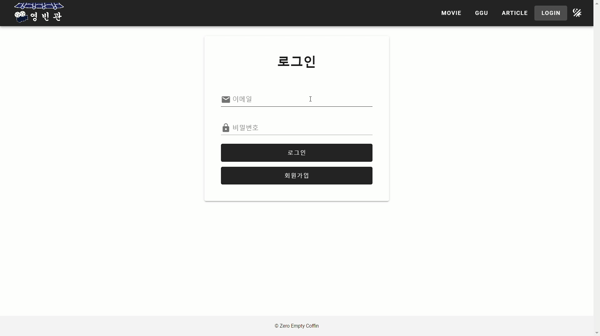 영빈관
MOVIE GGU ARTICLE LOGIN
로그인
이메일
비밀번호
로그인
회원가입
© Zero Empty Coffin